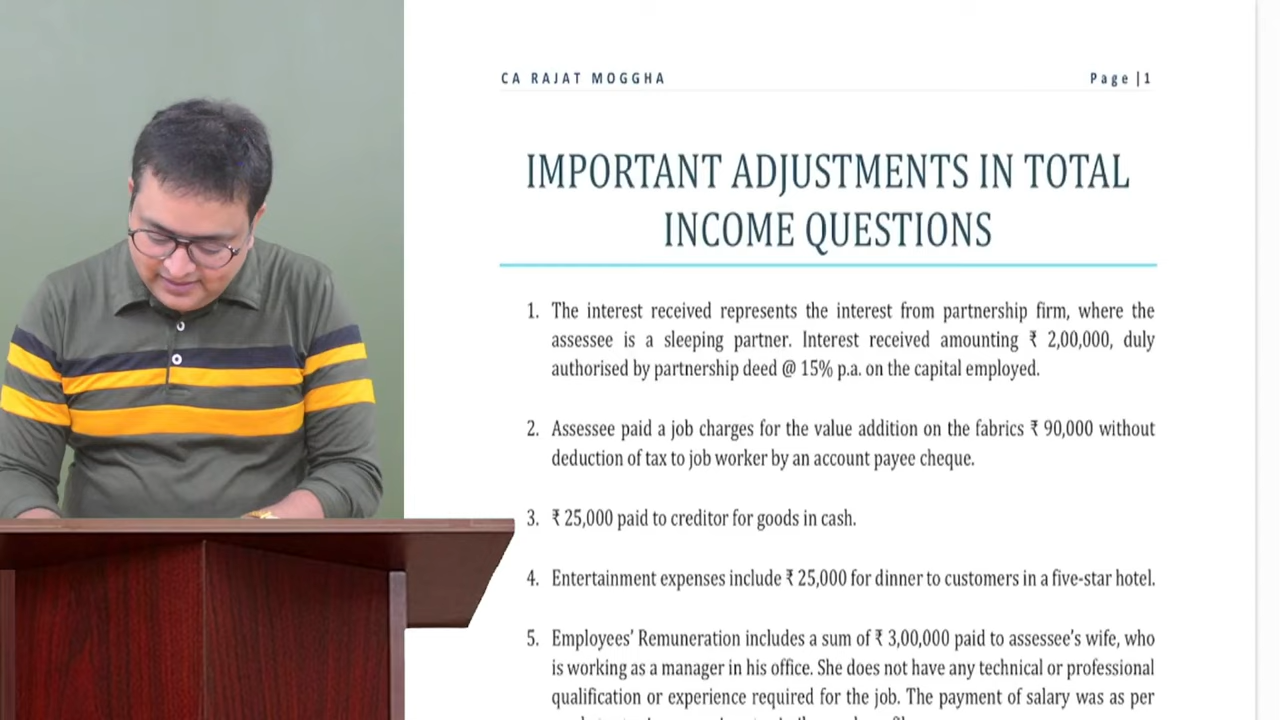 CA RAJAT MOGGHA Page |1
IMPORTANT ADJUSTMENTS IN TOTAL
INCOME QUESTIONS
1. The interest received represents the interest from partnership firm, where the
assessee is a sleeping partner. Interest received amounting ₹ 2,00,000, duly
authorised by partnership deed @ 15% p.a. on the capital employed.
2. Assessee paid a job charges for the value addition on the fabrics ₹ 90,000 without
deduction of tax to job worker by an account payee cheque.
3. ₹ 25,000 paid to creditor for goods in cash.
4. Entertainment expenses include ₹ 25,000 for dinner to customers in a five-star hotel.
5. Employees' Remuneration includes a sum of ₹ 3,00,000 paid to assessee's wife, who
is working as a manager in his office. She does not have any technical or professional
qualification or experience required for the job. The payment of salary was as per